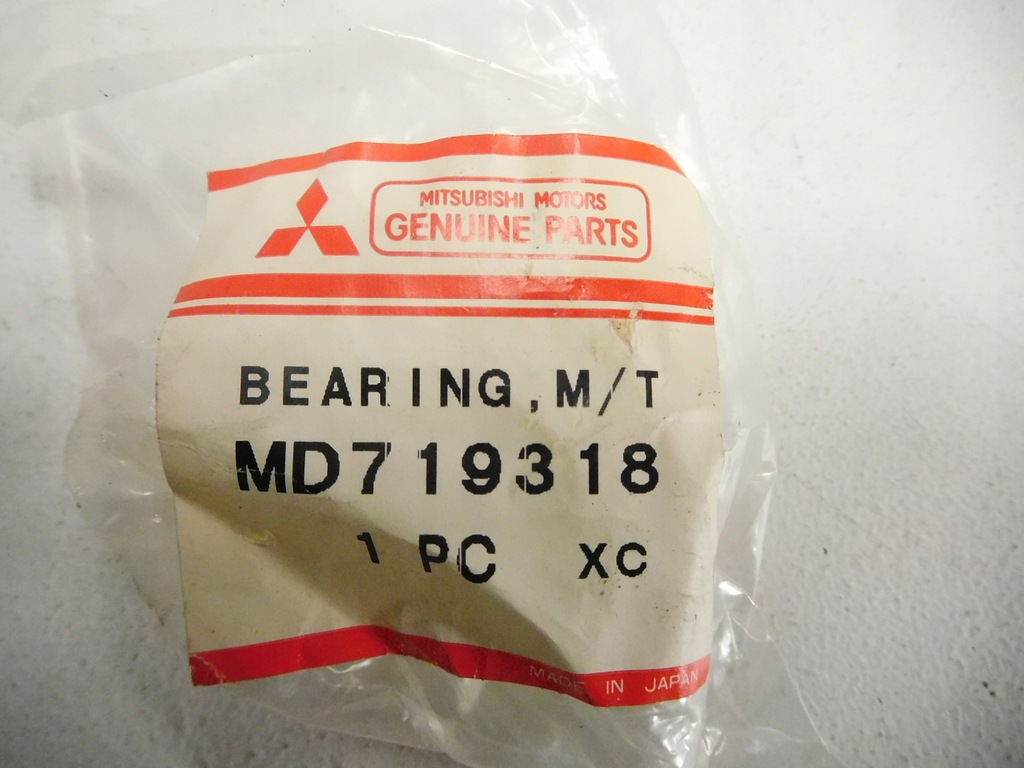 MITSUBISHI MOTORS
GENUINE PARTS
BEARING, M/T
MD719318
1 PC XC
MADE IN JAPAN